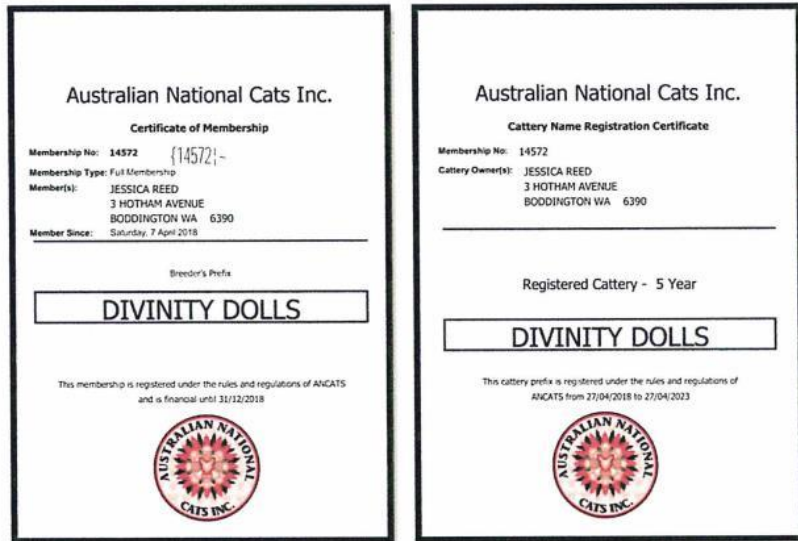 Australian National Cats Inc.
Certificate of Membership
Membership No: 14572 {14572¦~
Membership Type: Full Membership
Member(s): JESSICA REED
3 HOTHAM AVENUE
BODDINGTON WA 6390
Member Since: Saturday, 7 April 2018
Breeder's Prefix
DIVINITY DOLLS
This membership is registered under the rules and regulations of ANCATS
and is financial until 31/12/2018
AUSTRALIAN NATIONAL
CATS INC.
Australian National Cats Inc.
Cattery Name Registration Certificate
Membership No: 14572
Cattery Owner(s): JESSICA REED
3 HOTHAM AVENUE
BODDINGTON WA 6390
Registered Cattery - 5 Year
DIVINITY DOLLS
This cattery prefix is registered under the rules and regulations of
ANCATS from 27/04/2018 to 27/04/2023
AUSTRALIAN NATIONAL
CATS INC.